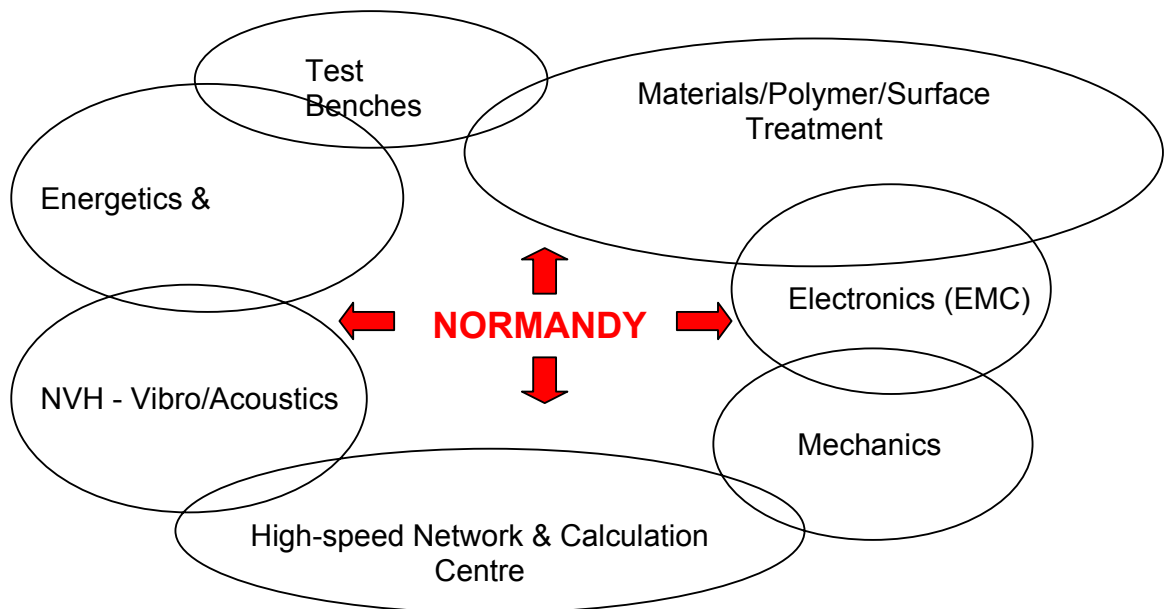 Test
Benches
Materials/Polymer/Surface
Treatment
Energetics &
Electronics (EMC)
NORMANDY
NVH - Vibro/Acoustics
Mechanics
High-speed Network & Calculation
Centre